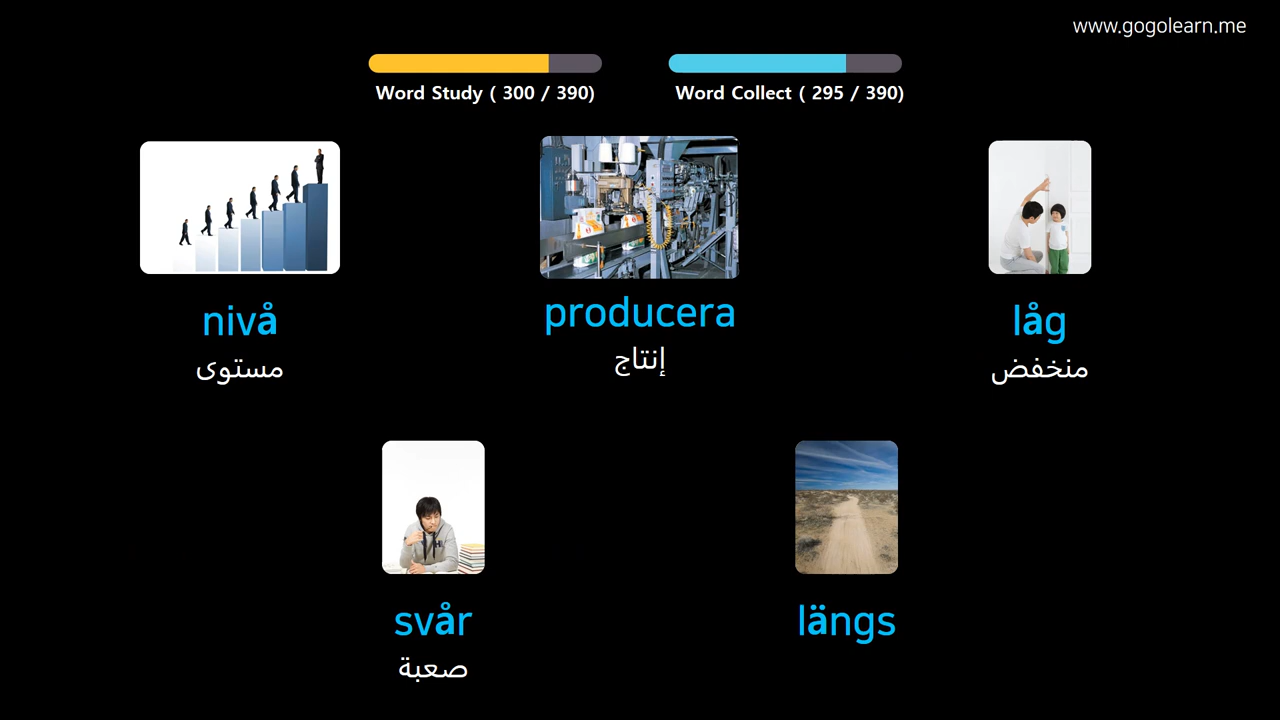 www.gogolearn.me
Word Study ( 300 / 390)
Word Collect ( 295 / 390)
nivå
مستوى
producera
إنتاج
låg
منخفض
svår
صعبة
längs